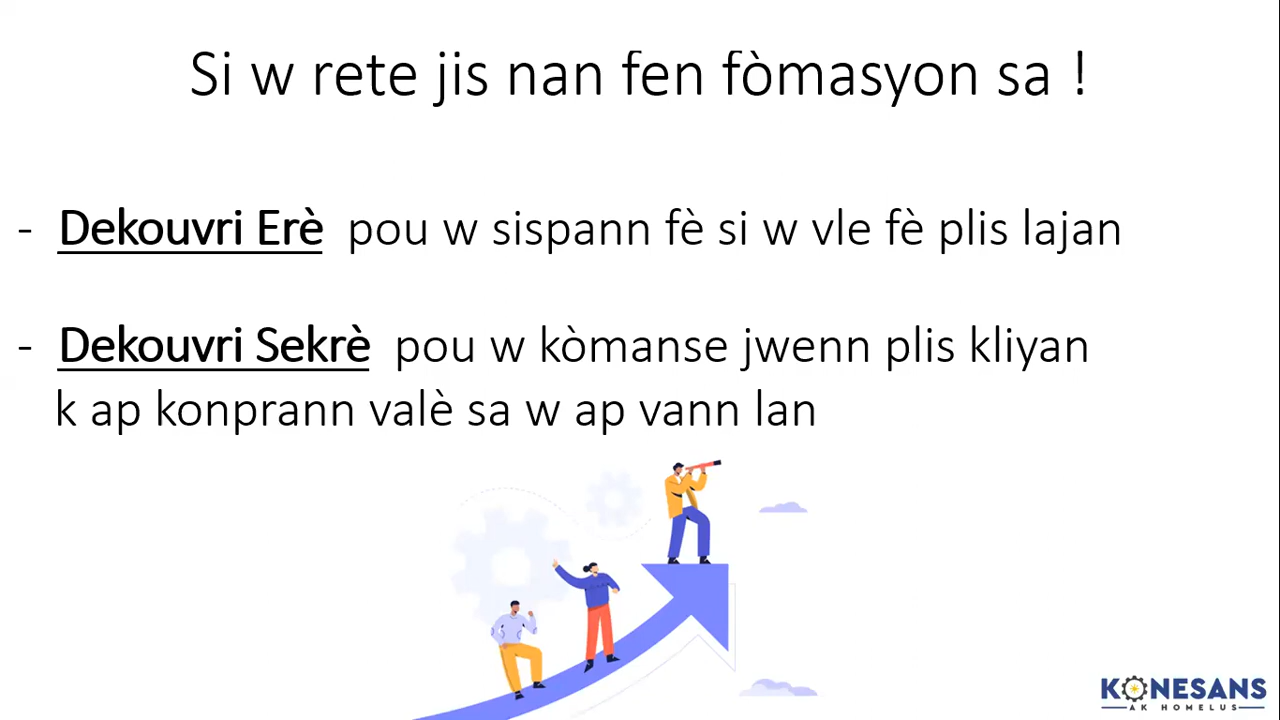 Si w rete jis nan fen fòmasyon sa !
- Dekouvri Erè pou w sispann fè si w vle fè plis lajan
- Dekouvri Sekrè pou w kòmanse jwenn plis kliyan
k ap konprann valè sa w ap vann lan
KONESANS
AK HOMELUS